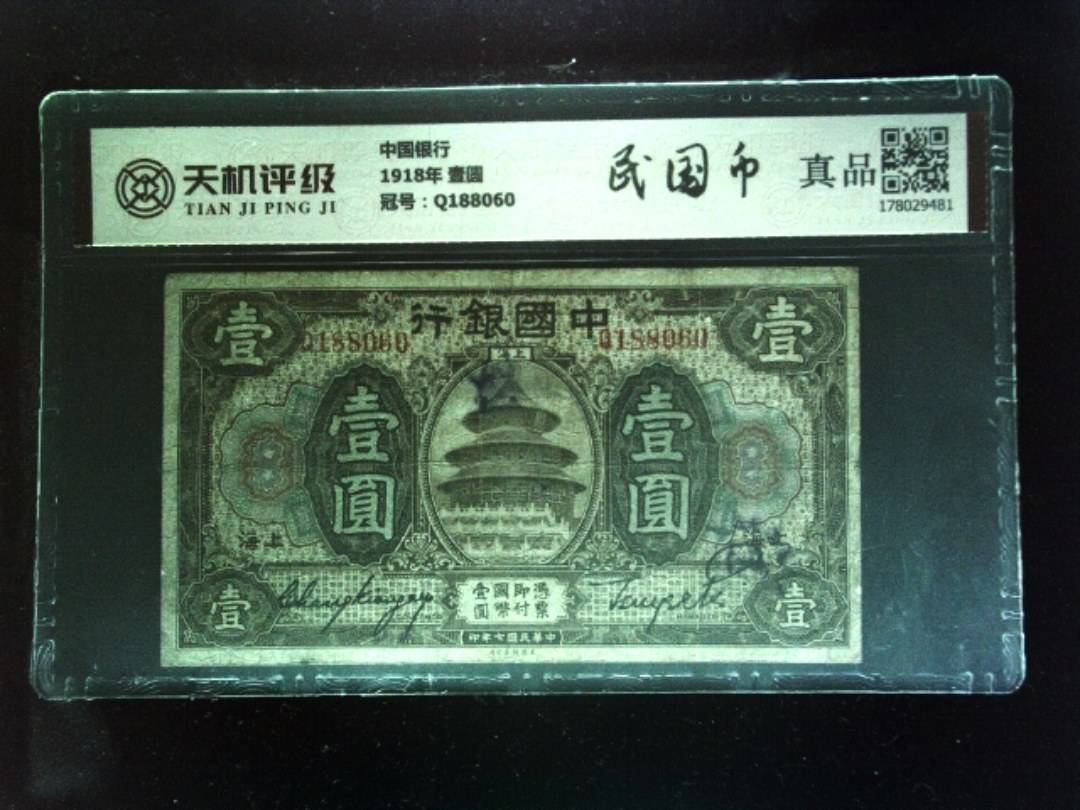 天机评级
TIAN JI PING JI
中国银行
1918年 壹圆
冠号：Q188060
民国币
真品
178029481
行銀國中
Q188060 Q188060
壹 壹
壹圓 壹圓
海上
憑票即付國幣壹圓
壹 壹
印年七國民華中